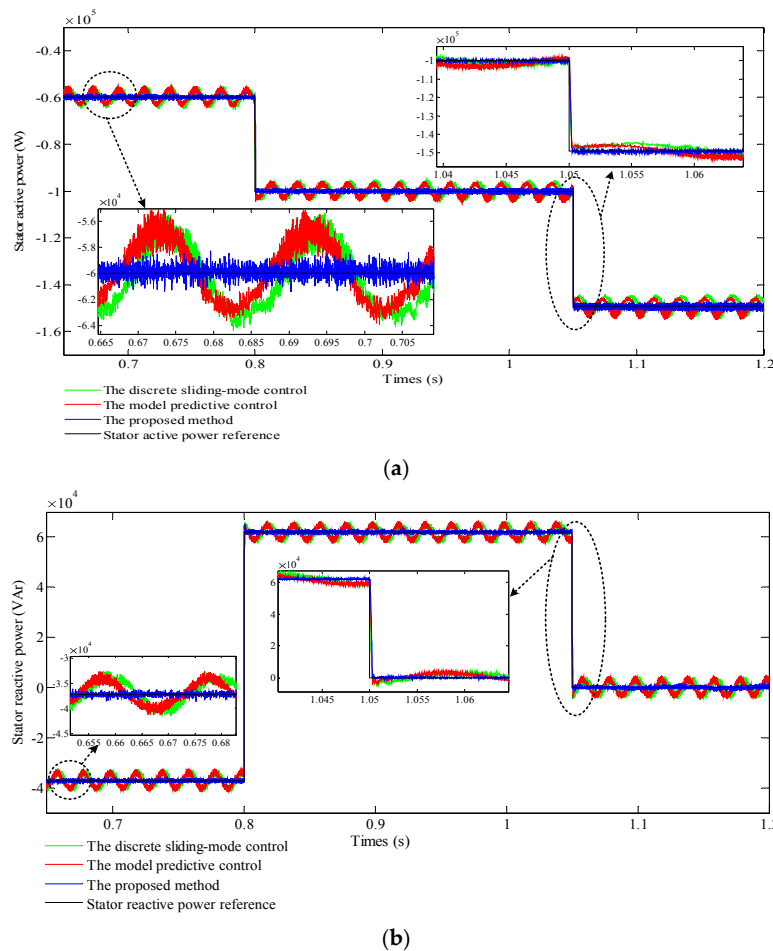 ×10⁵
-0.4
-0.6
-0.8
-1
-1.2
-1.4
-1.6
Stator active power (W)
×10⁵
-1
-1.1
-1.2
-1.3
-1.4
-1.5
1.04 1.045 1.050 1.055 1.06
×10⁴
-5.6
-5.8
-6
-6.2
-6.4
0.665 0.67 0.675 0.68 0.685 0.69 0.695 0.7 0.705
0.7 0.8 0.9 1 1.1 1.2
Times (s)
The discrete sliding-mode control
The model predictive control
The proposed method
Stator active power reference
(a)
×10⁴
6
4
2
0
-2
-4
Stator reactive power (VAr)
×10⁴
6
4
2
0
1.045 1.050 1.057 1.06
×10⁴
-3
-3.5
-4
-4.5
0.655 0.66 0.665 0.67 0.675 0.68
0.7 0.8 0.9 1 1.1 1.2
Times (s)
The discrete sliding-mode control
The model predictive control
The proposed method
Stator reactive power reference
(b)